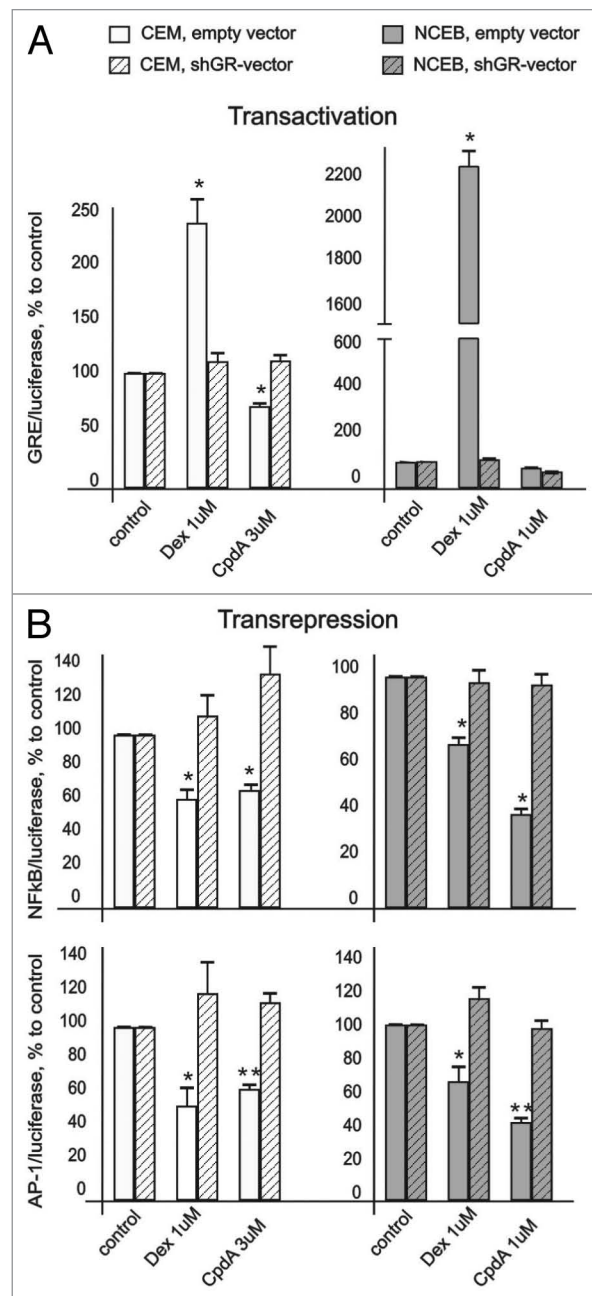 A
CEM, empty vector
CEM, shGR-vector
NCEB, empty vector
NCEB, shGR-vector
Transactivation
GRE/luciferase, % to control
250
200
150
100
50
0
*
*
control
Dex 1uM
CpdA 3uM
2200
2000
1800
1600
600
400
200
0
*
control
Dex 1uM
CpdA 1uM
B
Transrepression
NFkB/luciferase, % to control
140
120
100
80
60
40
20
0
*
*
100
80
60
40
20
0
*
*
AP-1/luciferase, % to control
140
120
100
80
60
40
20
0
*
**
control
Dex 1uM
CpdA 3uM
140
120
100
80
60
40
20
0
*
**
control
Dex 1uM
CpdA 1uM